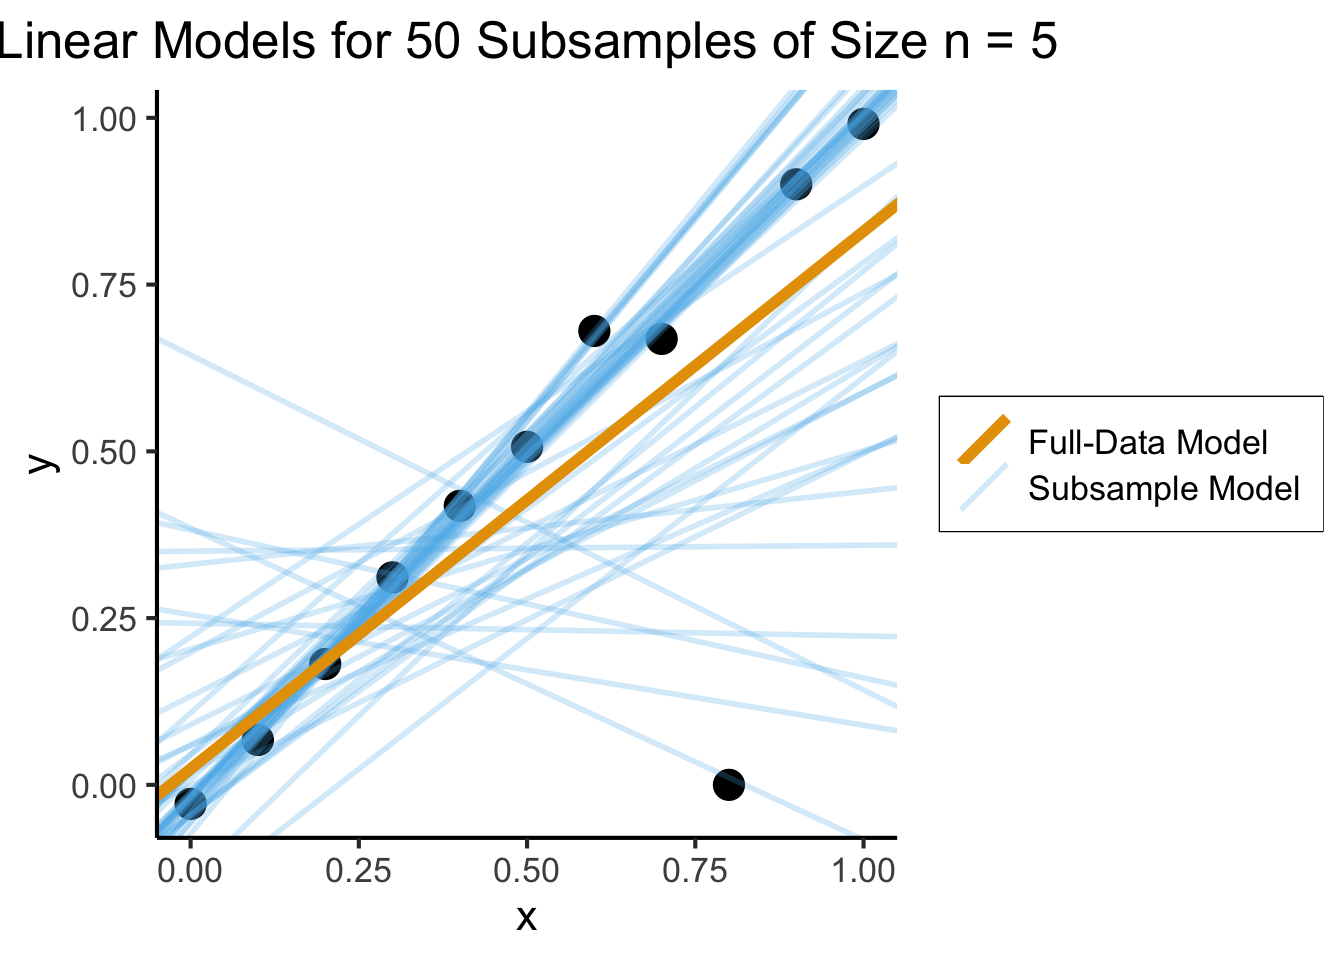 Linear Models for 50 Subsamples of Size n = 5
1.00
0.75
0.50
0.25
0.00
y
0.00 0.25 0.50 0.75 1.00
x
Full-Data Model
Subsample Model